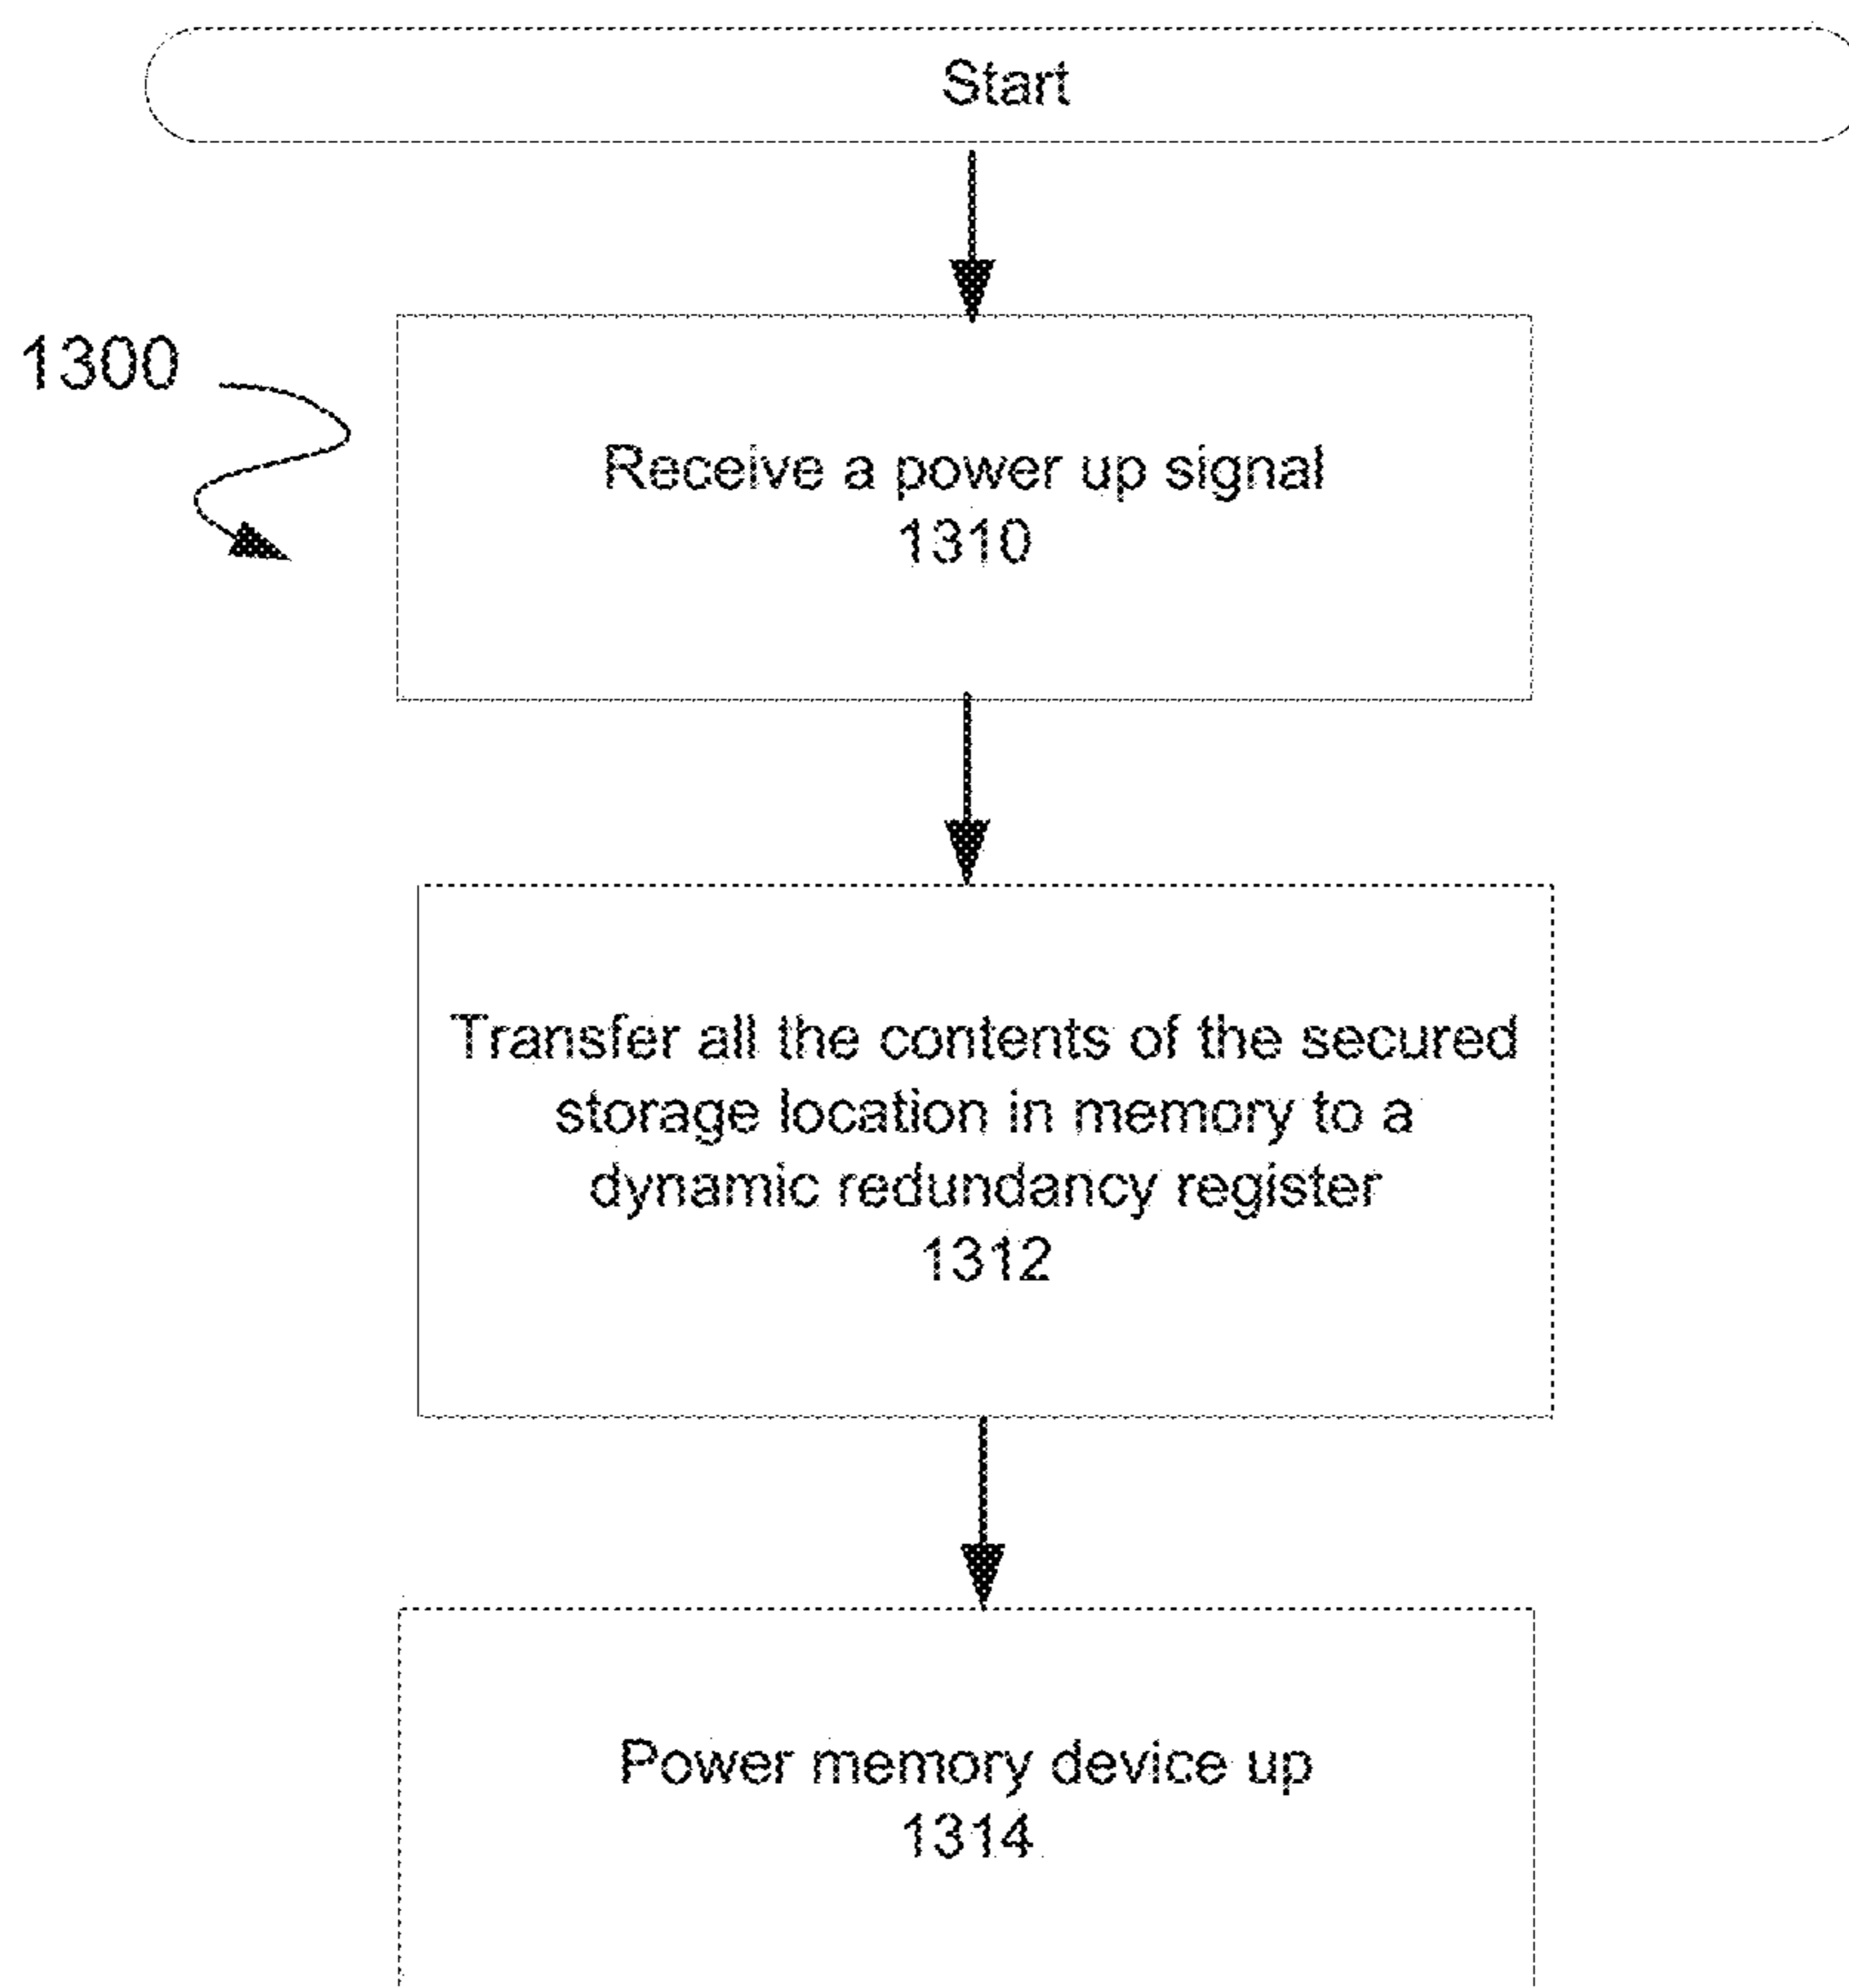 Start
1300
Receive a power up signal
1310
Transfer all the contents of the secured
storage location in memory to a
dynamic redundancy register
1312
Power memory device up
1314